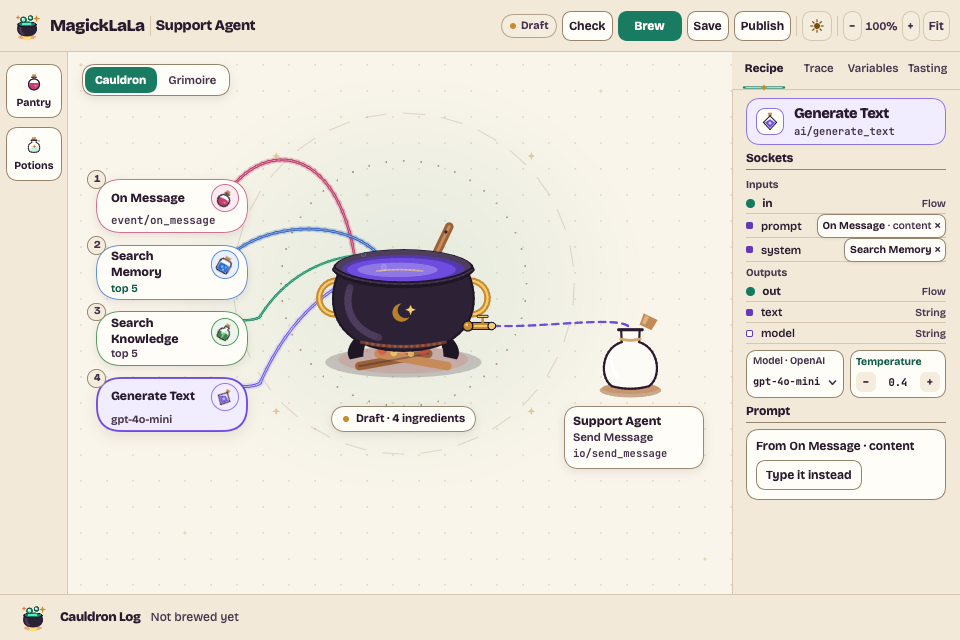 MagickLaLa
Support Agent
Draft
Check
Brew
Save
Publish
− 100% +
Fit
Pantry
Potions
Cauldron
Grimoire
1
On Message
event/on_message
2
Search
Memory
top 5
3
Search
Knowledge
top 5
4
Generate Text
gpt-4o-mini
Draft · 4 ingredients
Support Agent
Send Message
io/send_message
Recipe
Trace
Variables
Tasting
Generate Text
ai/generate_text
Sockets
Inputs
in Flow
prompt On Message · content ×
system Search Memory ×
Outputs
out Flow
text String
model String
Model · OpenAI
gpt-4o-mini
Temperature
− 0.4 +
Prompt
From On Message · content
Type it instead
Cauldron Log Not brewed yet